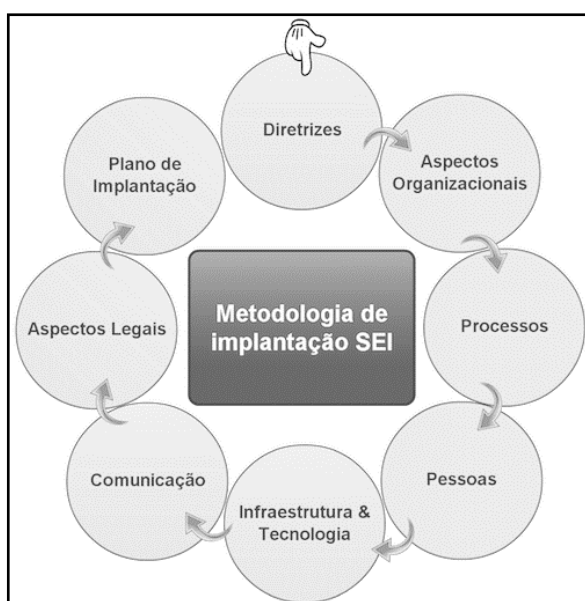 Diretrizes
Aspectos
Organizacionais
Processos
Pessoas
Infraestrutura &
Tecnologia
Comunicação
Aspectos Legais
Plano de
Implantação
Metodologia de
implantação SEI